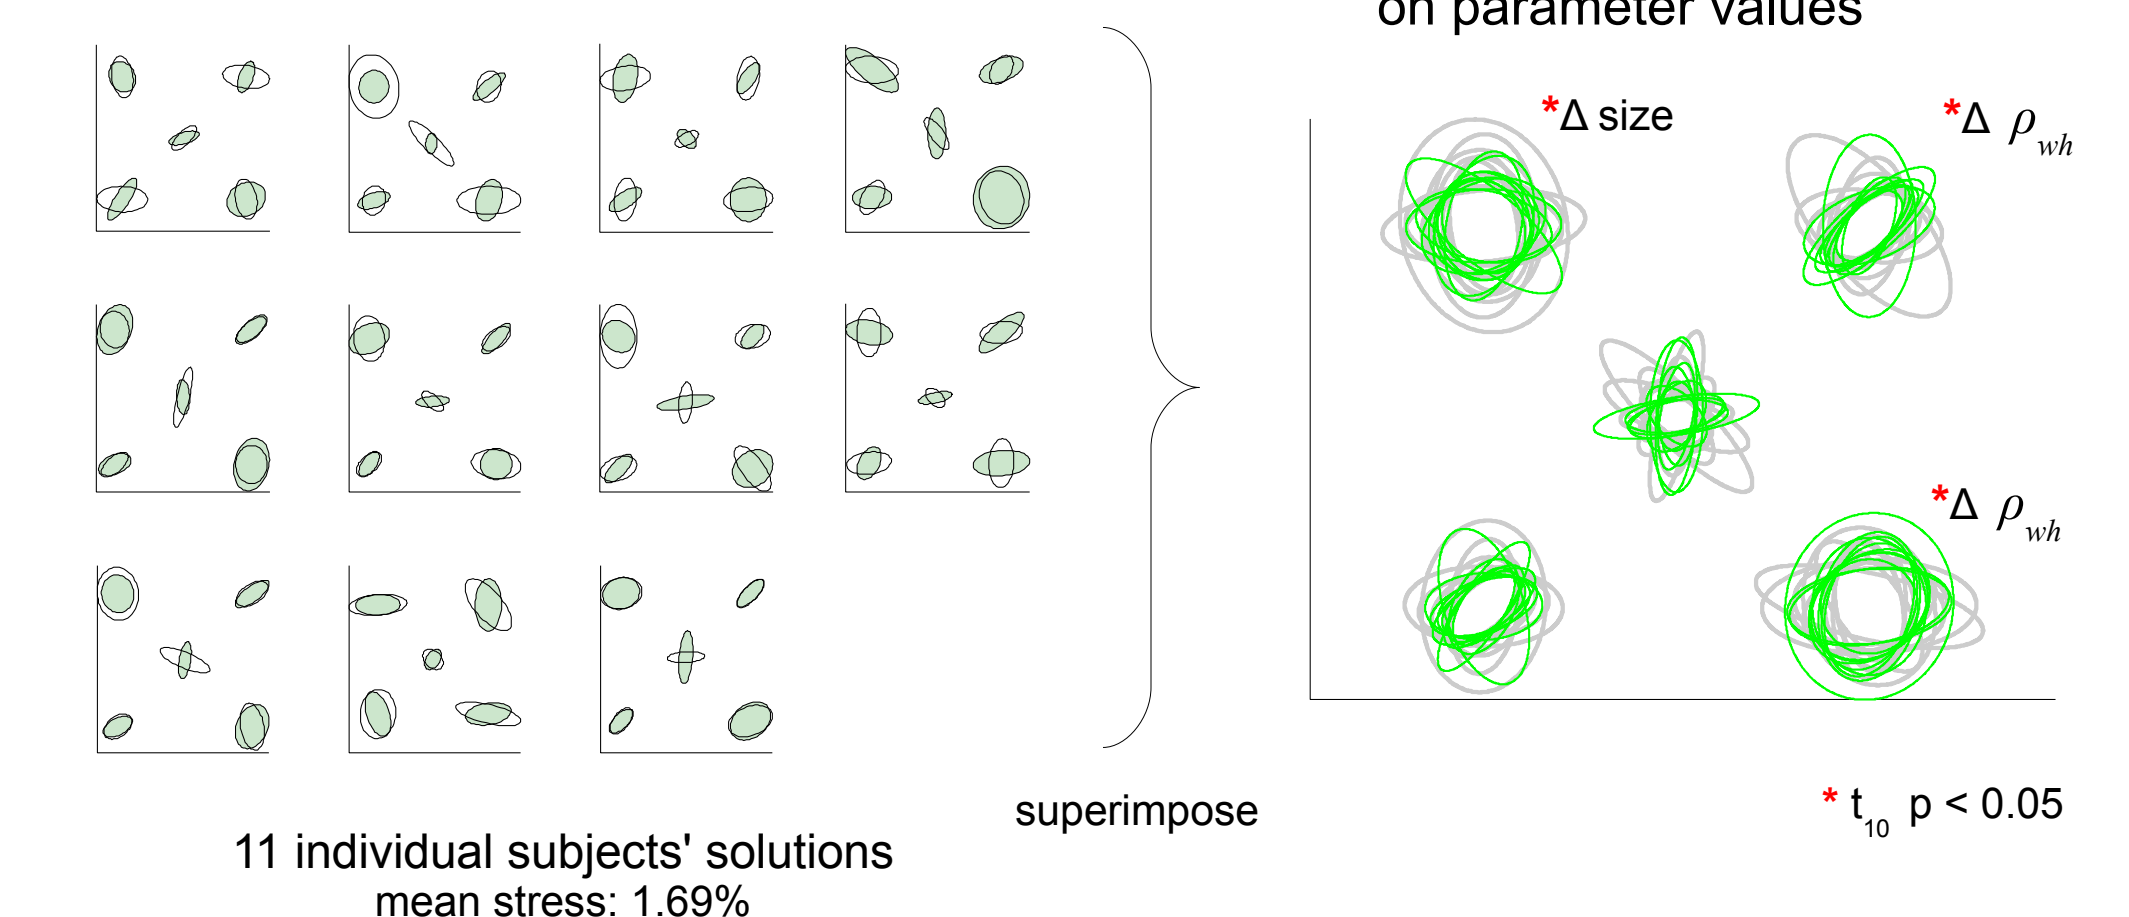 on parameter values
*Δ size
*Δ ρwh
*Δ ρwh
* t10 p < 0.05
superimpose
11 individual subjects' solutions
mean stress: 1.69%